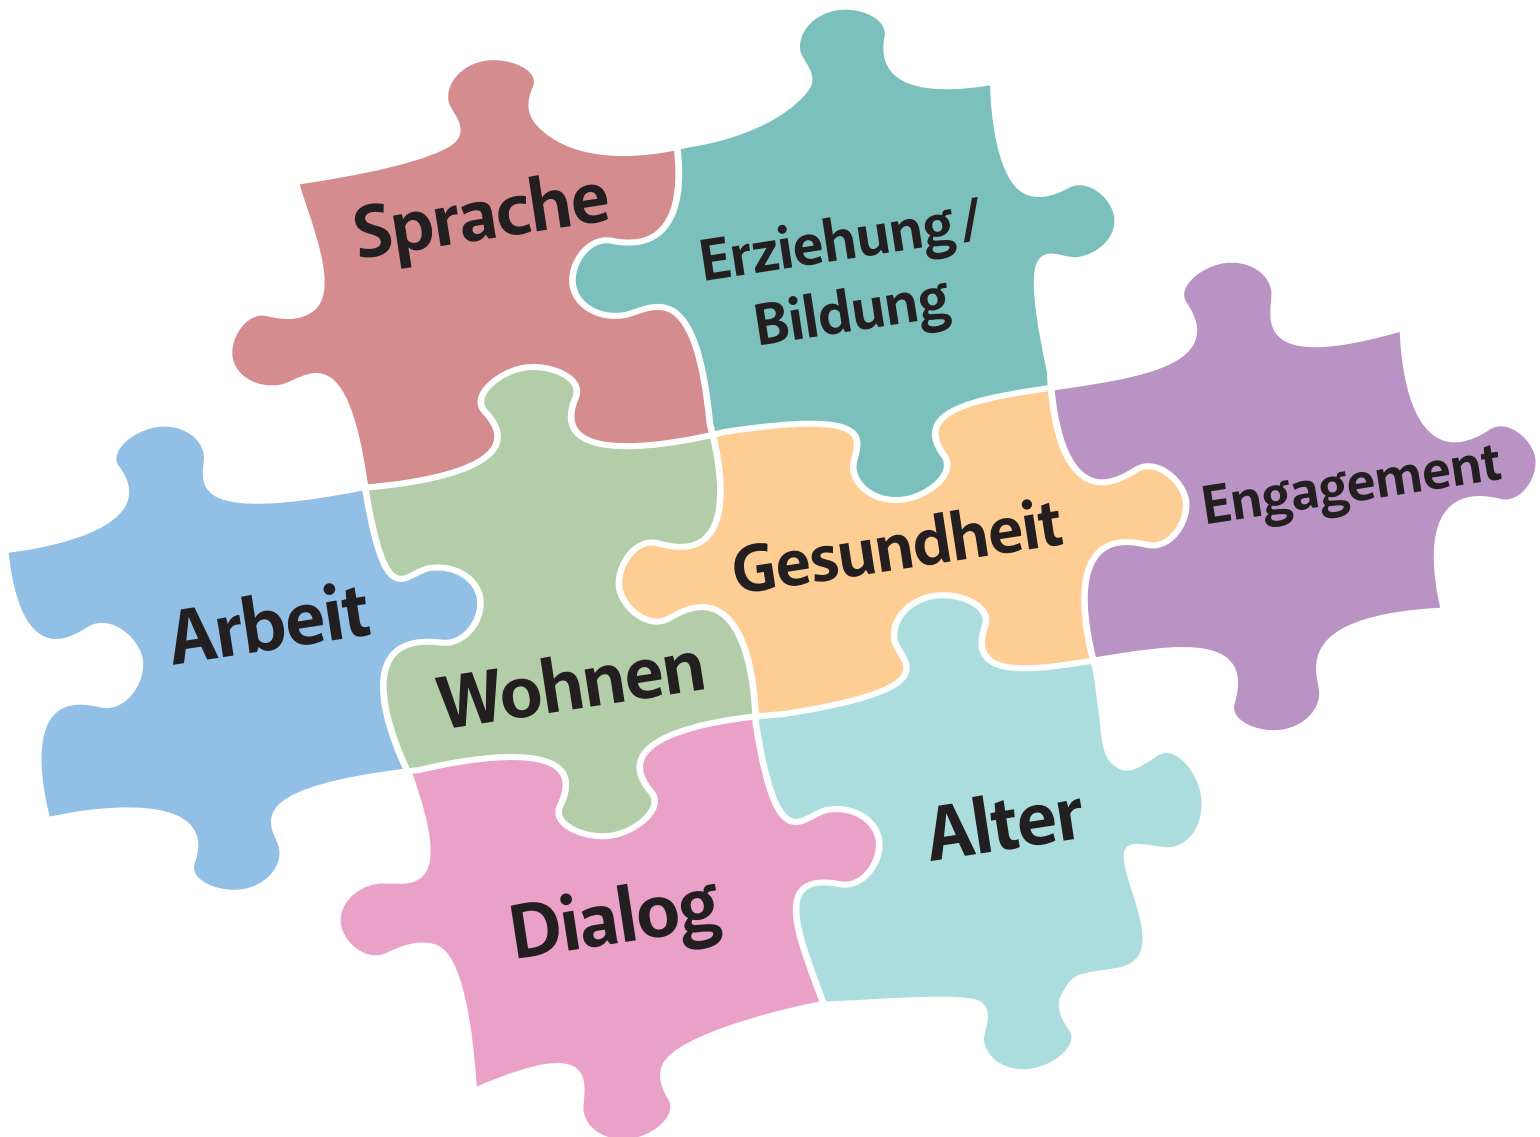 Sprache
Erziehung/
Bildung
Engagement
Gesundheit
Arbeit
Wohnen
Alter
Dialog